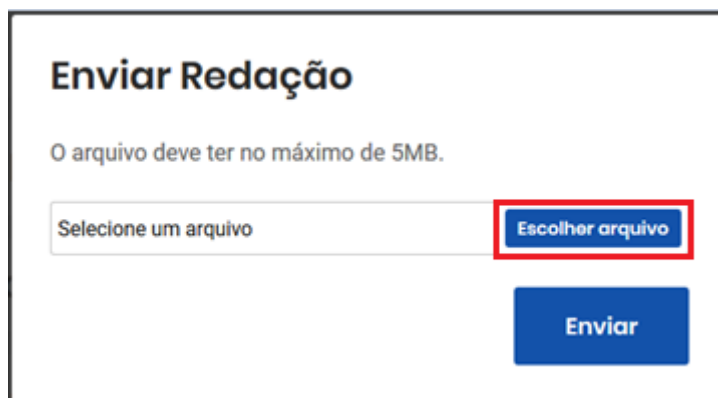 Enviar Redação
O arquivo deve ter no máximo de 5MB.
Selecione um arquivo Escolher arquivo
Enviar